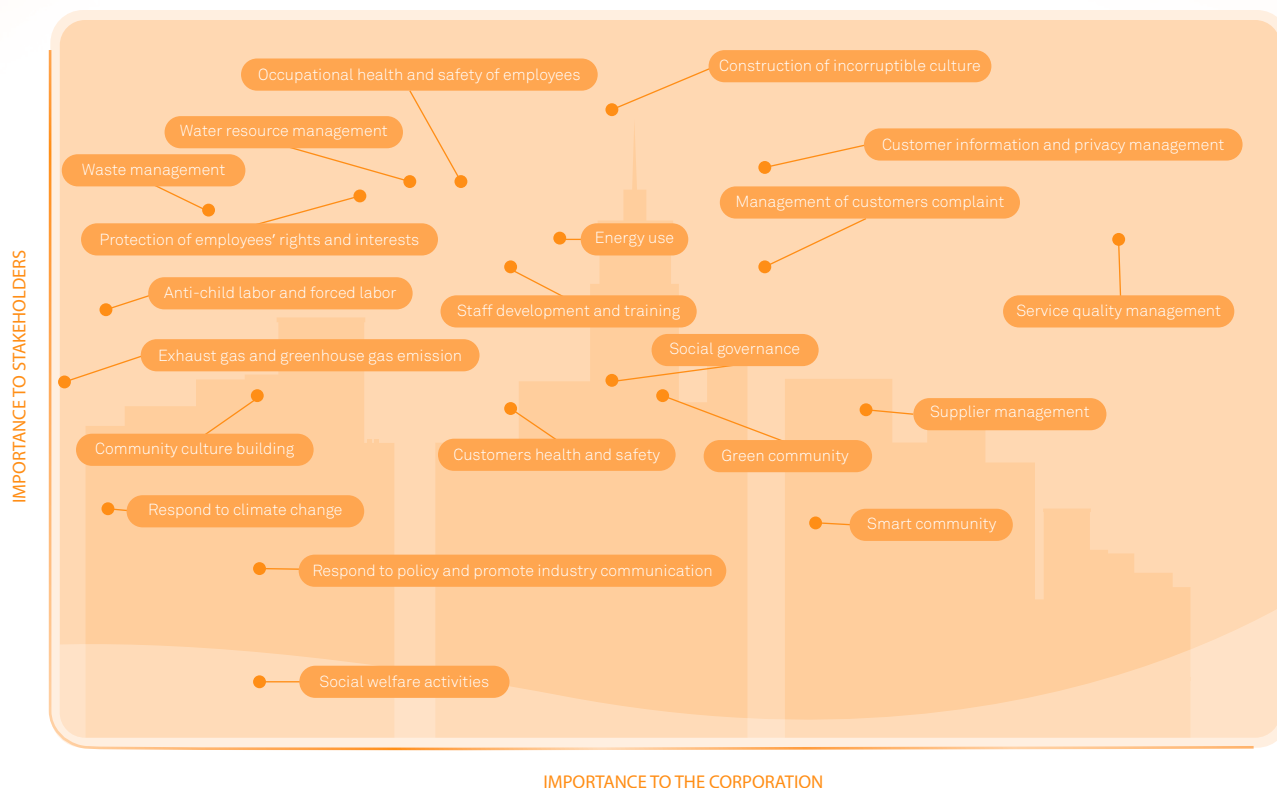 Occupational health and safety of employees
Construction of incorruptible culture
Water resource management
Customer information and privacy management
Waste management
Management of customers complaint
Protection of employees' rights and interests
Energy use
Anti-child labor and forced labor
Staff development and training
Service quality management
Exhaust gas and greenhouse gas emission
Social governance
Supplier management
Community culture building
Customers health and safety
Green community
Respond to climate change
Smart community
Respond to policy and promote industry communication
Social welfare activities
IMPORTANCE TO STAKEHOLDERS
IMPORTANCE TO THE CORPORATION